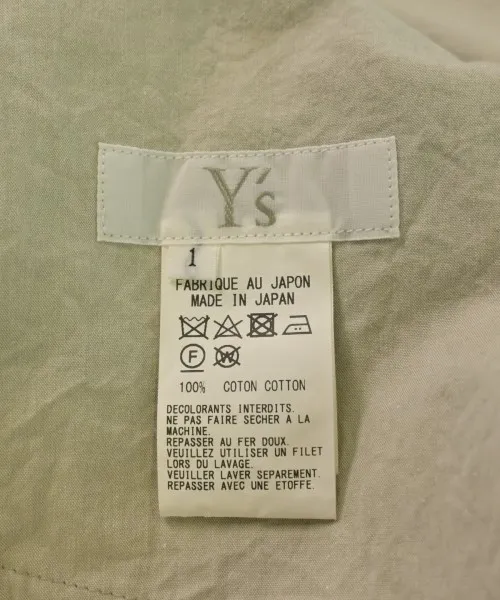 Y's
1
FABRIQUE AU JAPON
MADE IN JAPAN
F W
100% COTON COTTON
DECOLORANTS INTERDITS.
NE PAS FAIRE SECHER A LA
MACHINE.
REPASSER AU FER DOUX.
VEUILLEZ UTILISER UN FILET
LORS DU LAVAGE.
VEUILLER LAVER SEPAREMENT.
REPASSER AVEC UNE ETOFFE.